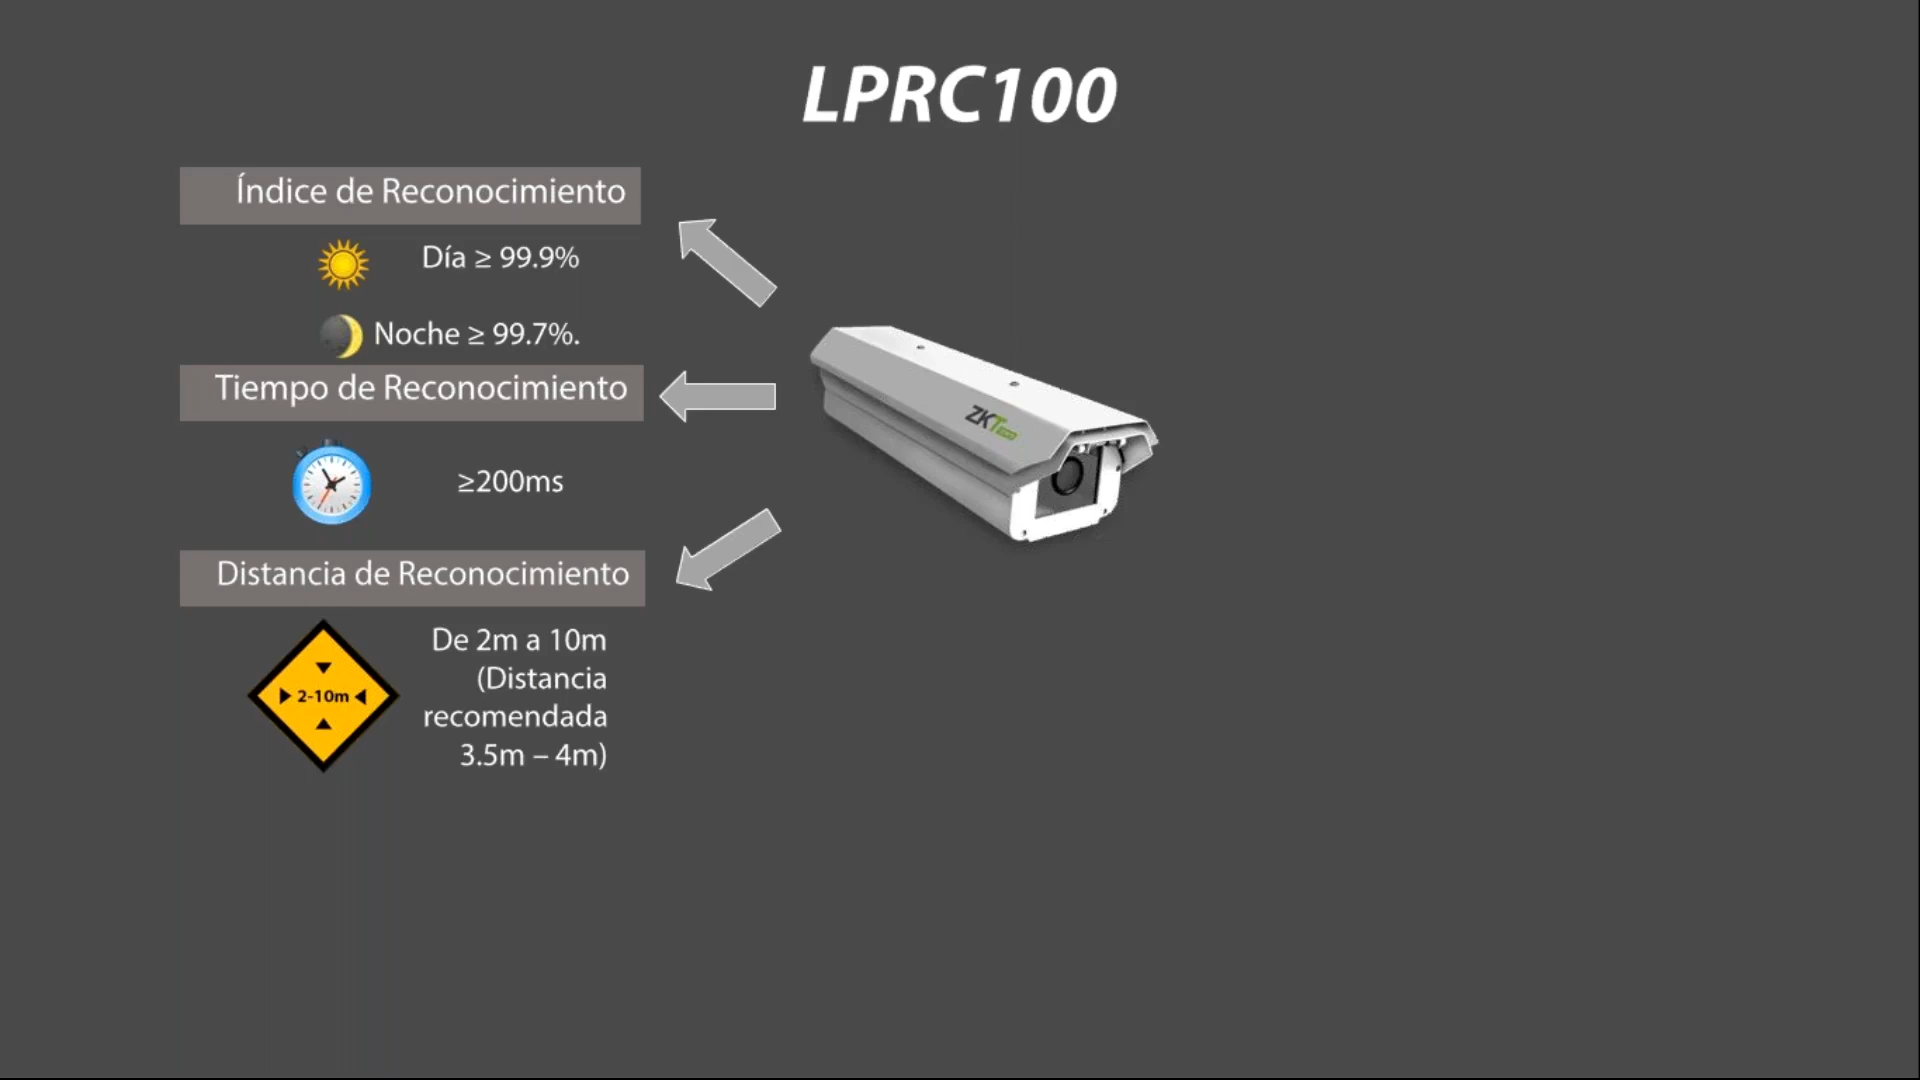 LPRC100
Índice de Reconocimiento
Día ≥ 99.9%
Noche ≥ 99.7%.
Tiempo de Reconocimiento
≥200ms
Distancia de Reconocimiento
De 2m a 10m
(Distancia
recomendada
3.5m – 4m)
2-10m
ZKTeco